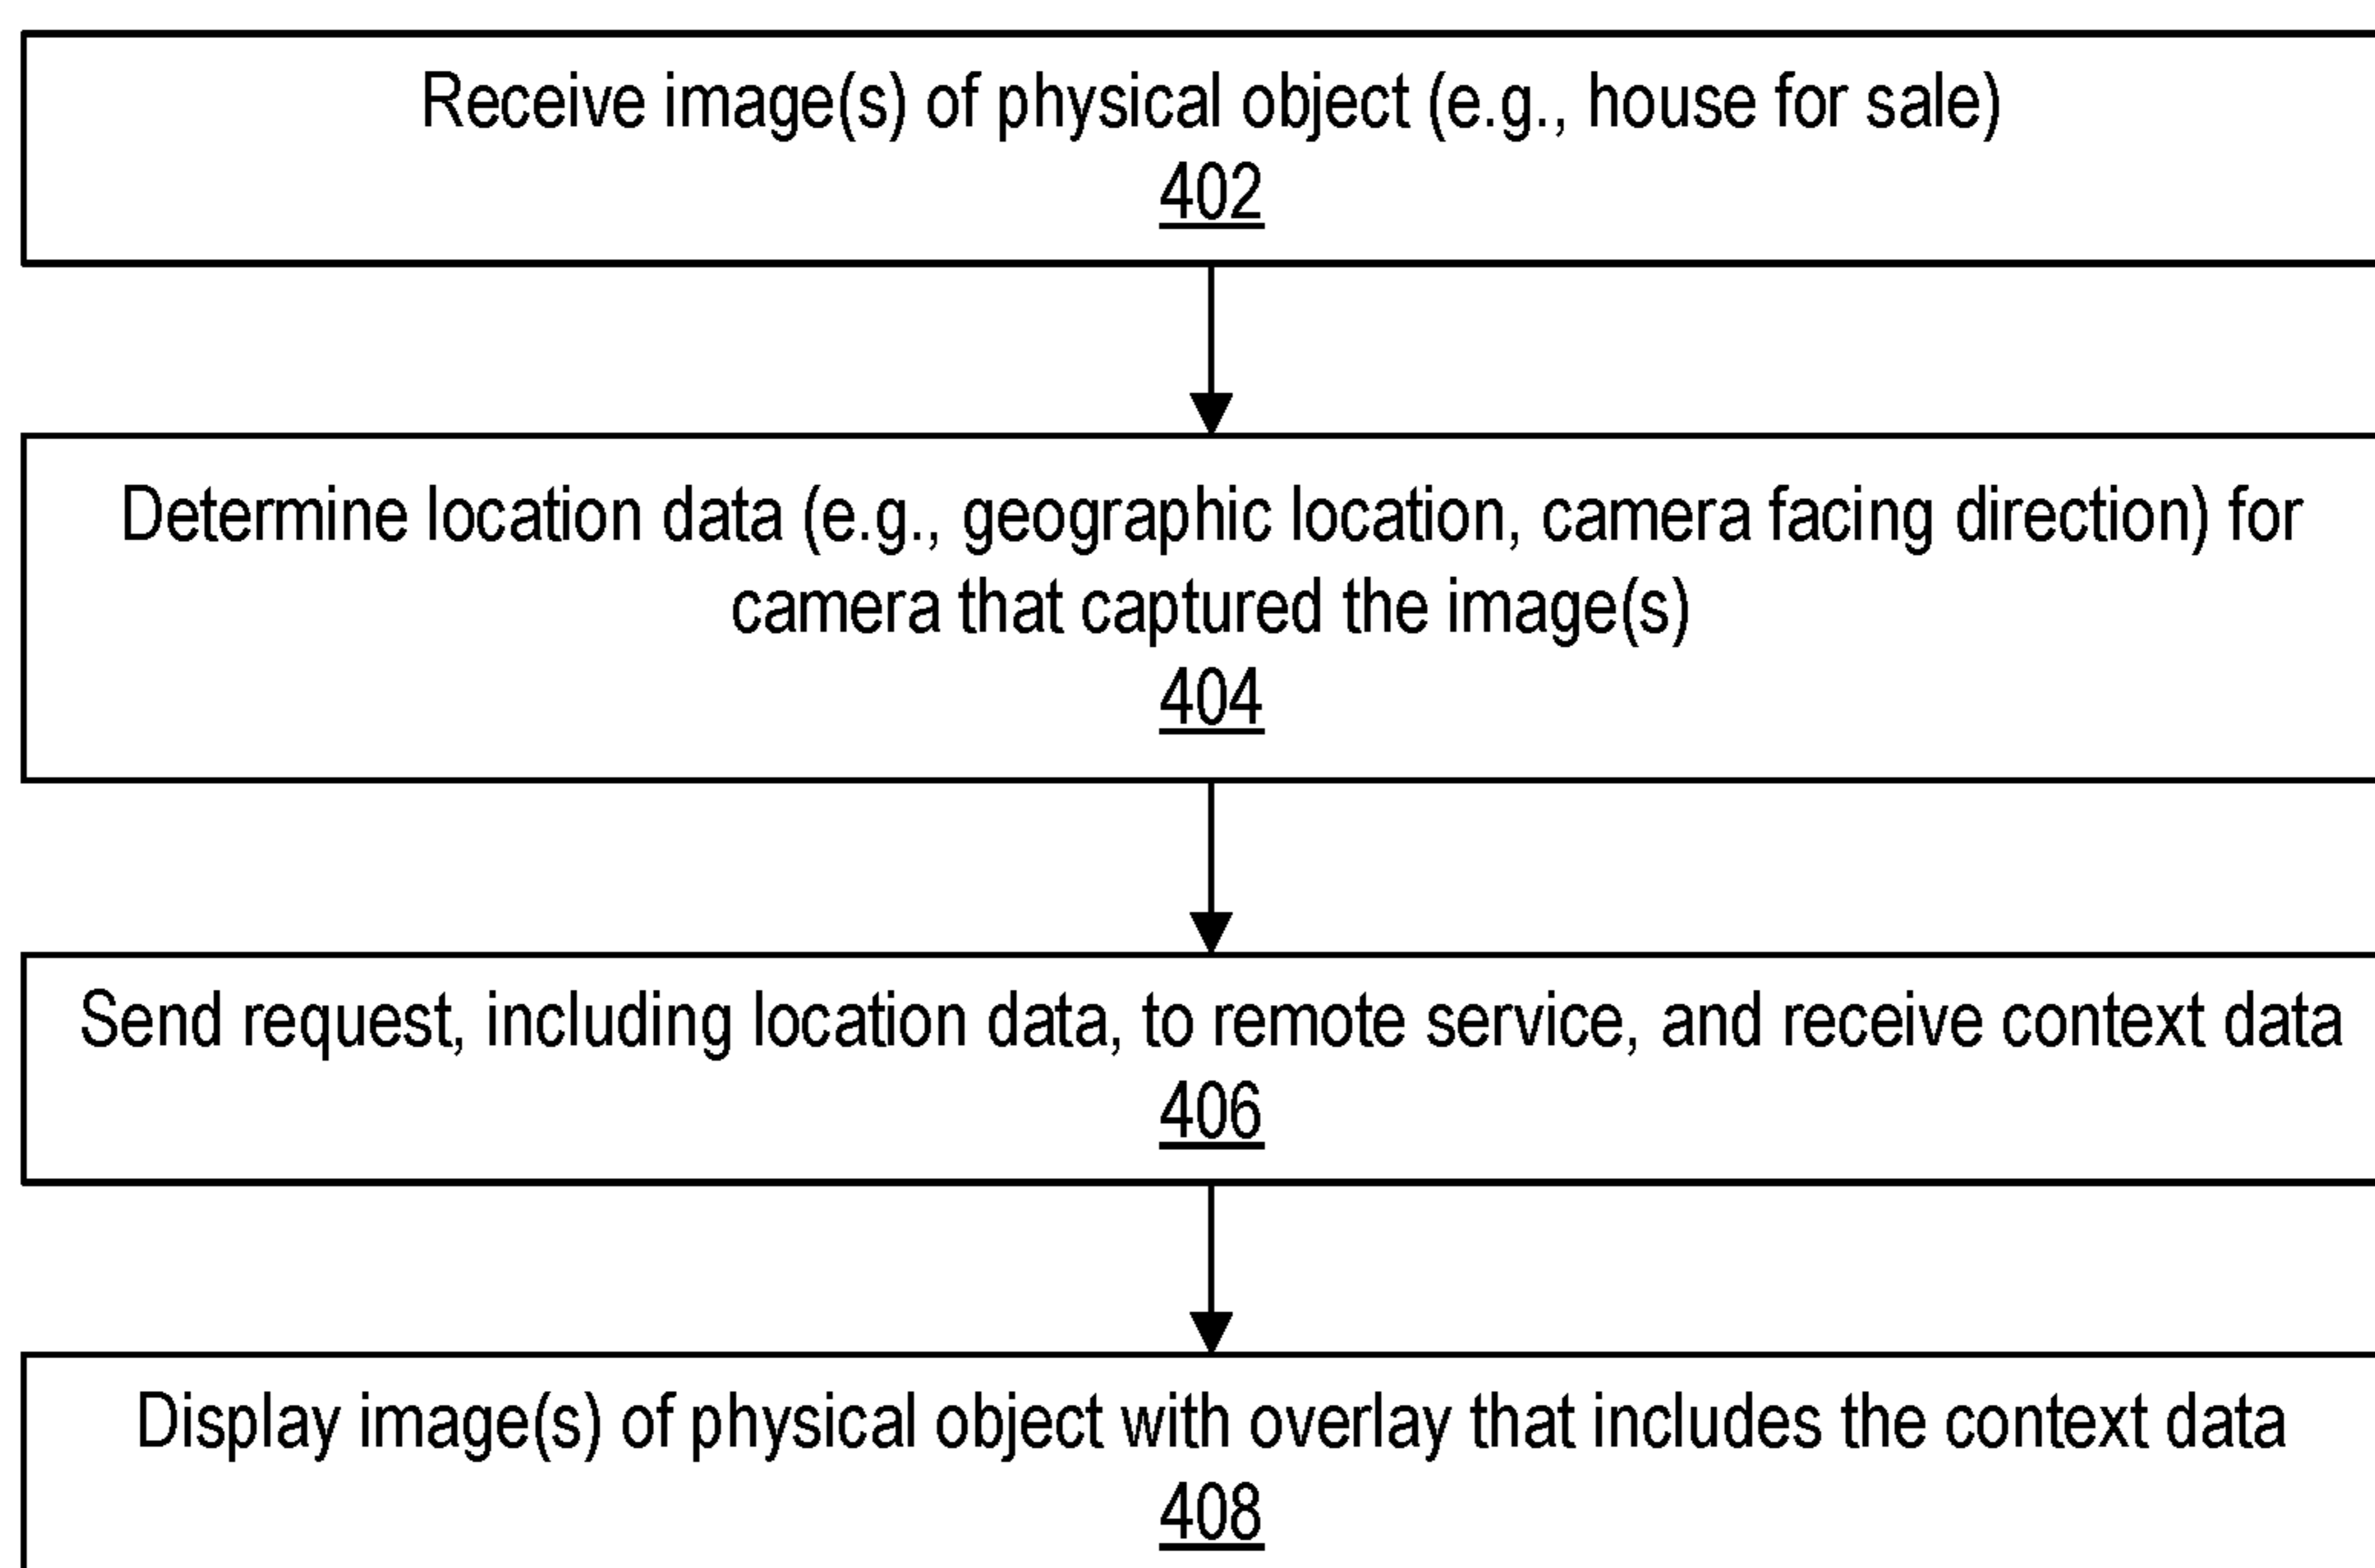 Receive image(s) of physical object (e.g., house for sale)
402
Determine location data (e.g., geographic location, camera facing direction) for
camera that captured the image(s)
404
Send request, including location data, to remote service, and receive context data
406
Display image(s) of physical object with overlay that includes the context data
408